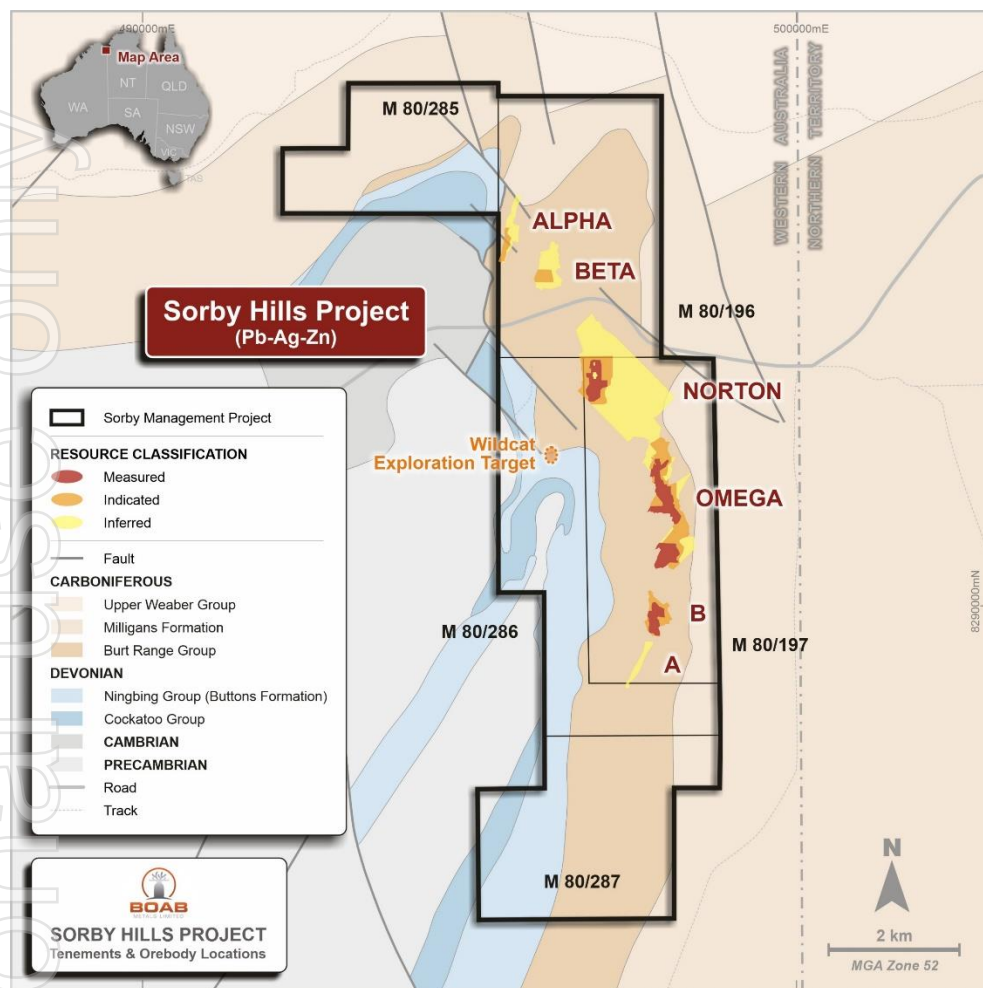 490000mE
500000mE
Map Area
NT
QLD
WA
SA
NSW
VIC
TAS
WESTERN AUSTRALIA
NORTHERN TERRITORY
M 80/285
ALPHA
BETA
Sorby Hills Project
(Pb-Ag-Zn)
M 80/196
NORTON
Wildcat
Exploration Target
OMEGA
8290000mN
B
M 80/286
M 80/197
A
M 80/287
Sorby Management Project
RESOURCE CLASSIFICATION
Measured
Indicated
Inferred
Fault
CARBONIFEROUS
Upper Weaber Group
Milligans Formation
Burt Range Group
DEVONIAN
Ningbing Group (Buttons Formation)
Cockatoo Group
CAMBRIAN
PRECAMBRIAN
Road
Track
BOAB
METALS LIMITED
SORBY HILLS PROJECT
Tenements & Orebody Locations
N
2 km
MGA Zone 52